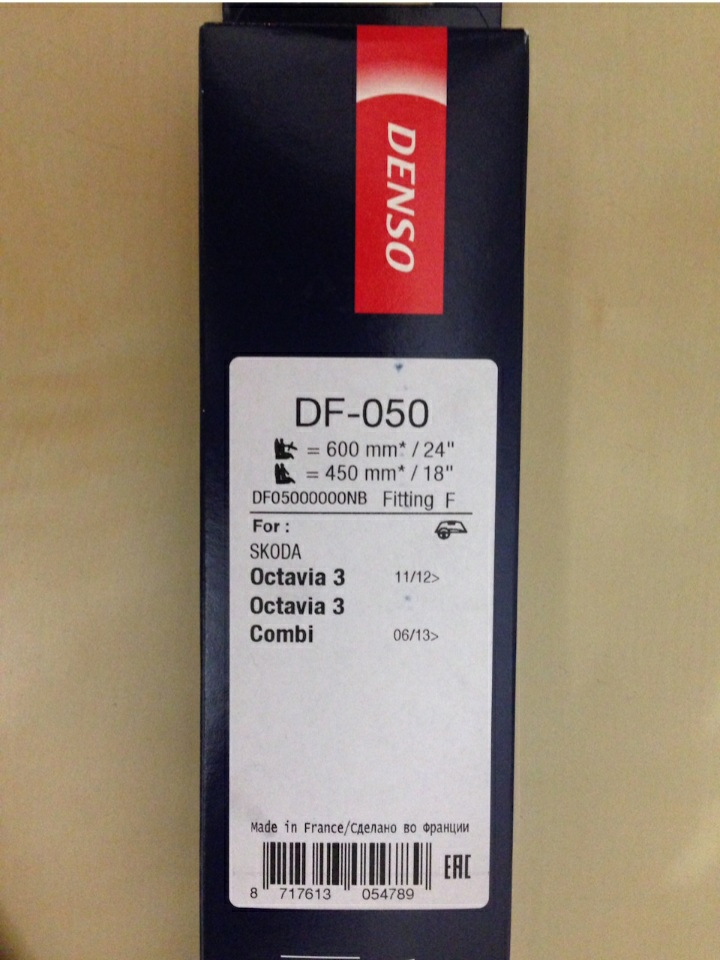 DENSO
DF-050
= 600 mm* / 24"
= 450 mm* / 18"
DF05000000NB Fitting F
For :
SKODA
Octavia 3 11/12>
Octavia 3
Combi 06/13>
Made in France/Сделано во Франции
EAC
8 717613 054789